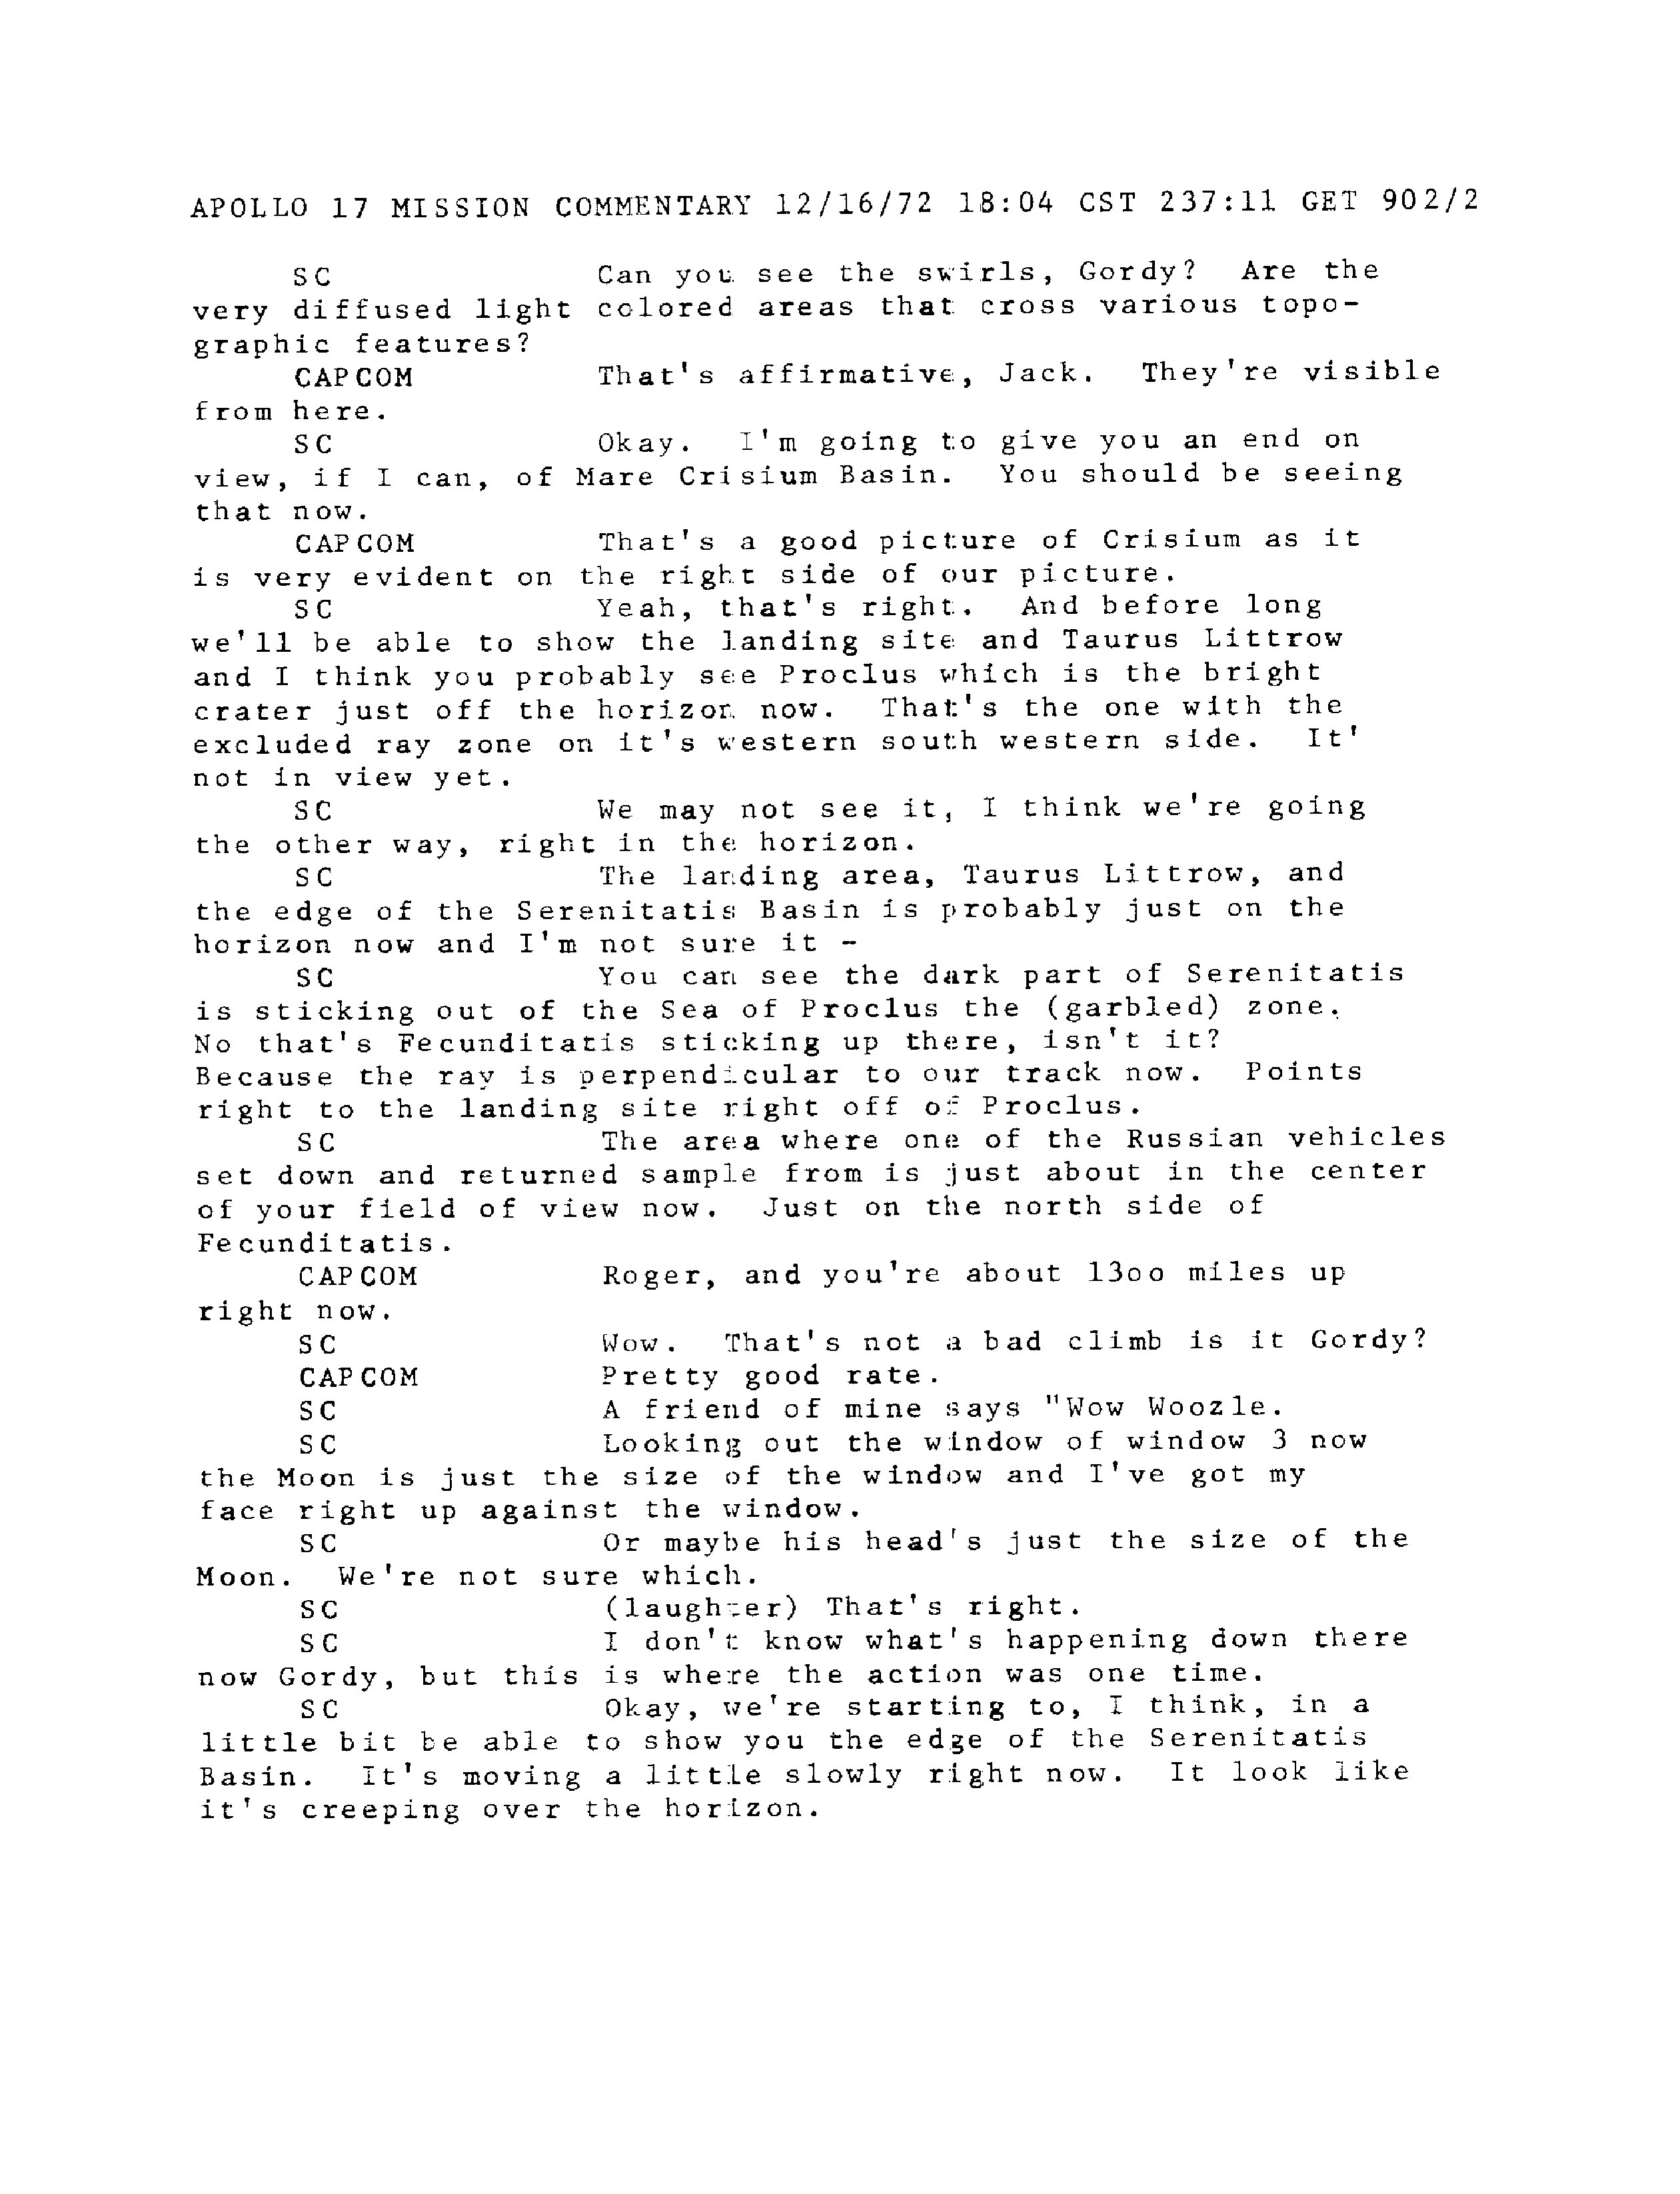 APOLLO 17 MISSION COMMENTARY 12/16/72 18:04 CST 237:11 GET 902/2
SC Can you see the swirls, Gordy? Are the
very diffused light colored areas that cross various topo-
graphic features?
CAPCOM That's affirmative, Jack. They're visible
from here.
SC Okay. I'm going to give you an end on
view, if I can, of Mare Crisium Basin. You should be seeing
that now.
CAPCOM That's a good picture of Crisium as it
is very evident on the right side of our picture.
SC Yeah, that's right. And before long
we'll be able to show the landing site and Taurus Littrow
and I think you probably see Proclus which is the bright
crater just off the horizon now. That's the one with the
excluded ray zone on it's western south western side. It'
not in view yet.
SC We may not see it, I think we're going
the other way, right in the horizon.
SC The landing area, Taurus Littrow, and
the edge of the Serenitatis Basin is probably just on the
horizon now and I'm not sure it -
SC You can see the dark part of Serenitatis
is sticking out of the Sea of Proclus the (garbled) zone.
No that's Fecunditatis sticking up there, isn't it?
Because the ray is perpendicular to our track now. Points
right to the landing site right off of Proclus.
SC The area where one of the Russian vehicles
set down and returned sample from is just about in the center
of your field of view now. Just on the north side of
Fecunditatis.
CAPCOM Roger, and you're about 13oo miles up
right now.
SC Wow. That's not a bad climb is it Gordy?
CAPCOM Pretty good rate.
SC A friend of mine says "Wow Woozle.
SC Looking out the window of window 3 now
the Moon is just the size of the window and I've got my
face right up against the window.
SC Or maybe his head's just the size of the
Moon. We're not sure which.
SC (laughter) That's right.
SC I don't know what's happening down there
now Gordy, but this is where the action was one time.
SC Okay, we're starting to, I think, in a
little bit be able to show you the edge of the Serenitatis
Basin. It's moving a little slowly right now. It look like
it's creeping over the horizon.